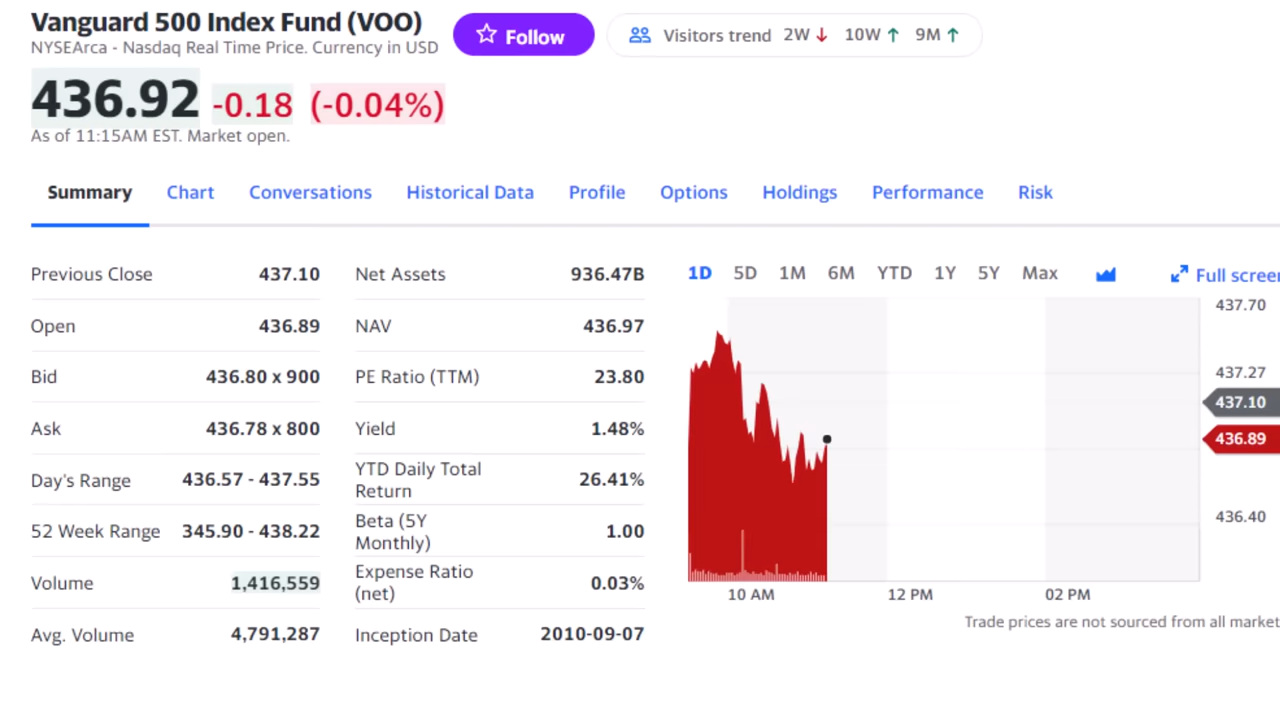 Vanguard 500 Index Fund (VOO)
NYSEArca - Nasdaq Real Time Price. Currency in USD
Follow
Visitors trend 2W ↓ 10W ↑ 9M ↑
436.92 -0.18 (-0.04%)
As of 11:15AM EST. Market open.
Summary Chart Conversations Historical Data Profile Options Holdings Performance Risk
Previous Close 437.10
Open 436.89
Bid 436.80 x 900
Ask 436.78 x 800
Day's Range 436.57 - 437.55
52 Week Range 345.90 - 438.22
Volume 1,416,559
Avg. Volume 4,791,287
Net Assets 936.47B
NAV 436.97
PE Ratio (TTM) 23.80
Yield 1.48%
YTD Daily Total
Return 26.41%
Beta (5Y
Monthly) 1.00
Expense Ratio
(net) 0.03%
Inception Date 2010-09-07
1D 5D 1M 6M YTD 1Y 5Y Max
Full screen
437.70
437.27
437.10
436.89
436.40
10 AM 12 PM 02 PM
Trade prices are not sourced from all market